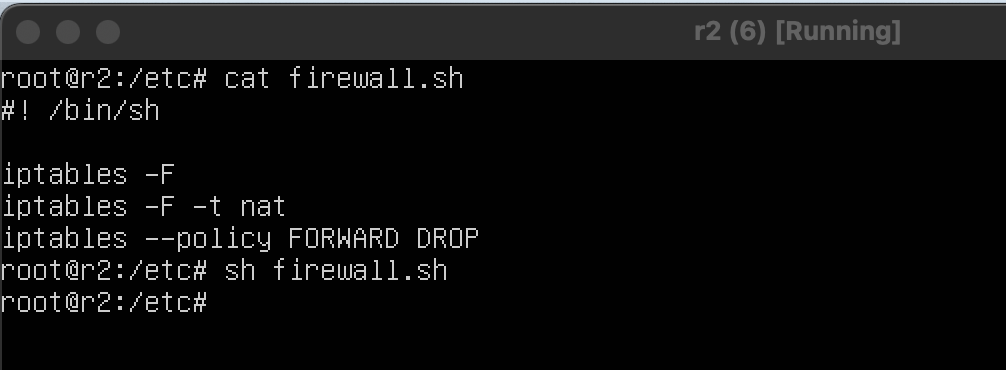 r2 (6) [Running]
root@r2:/etc# cat firewall.sh
#! /bin/sh
iptables -F
iptables -F -t nat
iptables --policy FORWARD DROP
root@r2:/etc# sh firewall.sh
root@r2:/etc#